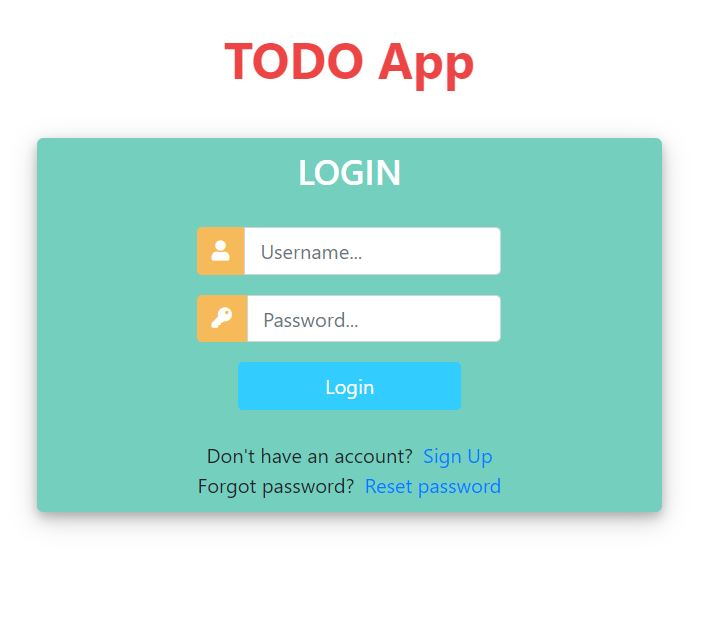 TODO App
LOGIN
Username...
Password...
Login
Don't have an account? Sign Up
Forgot password? Reset password